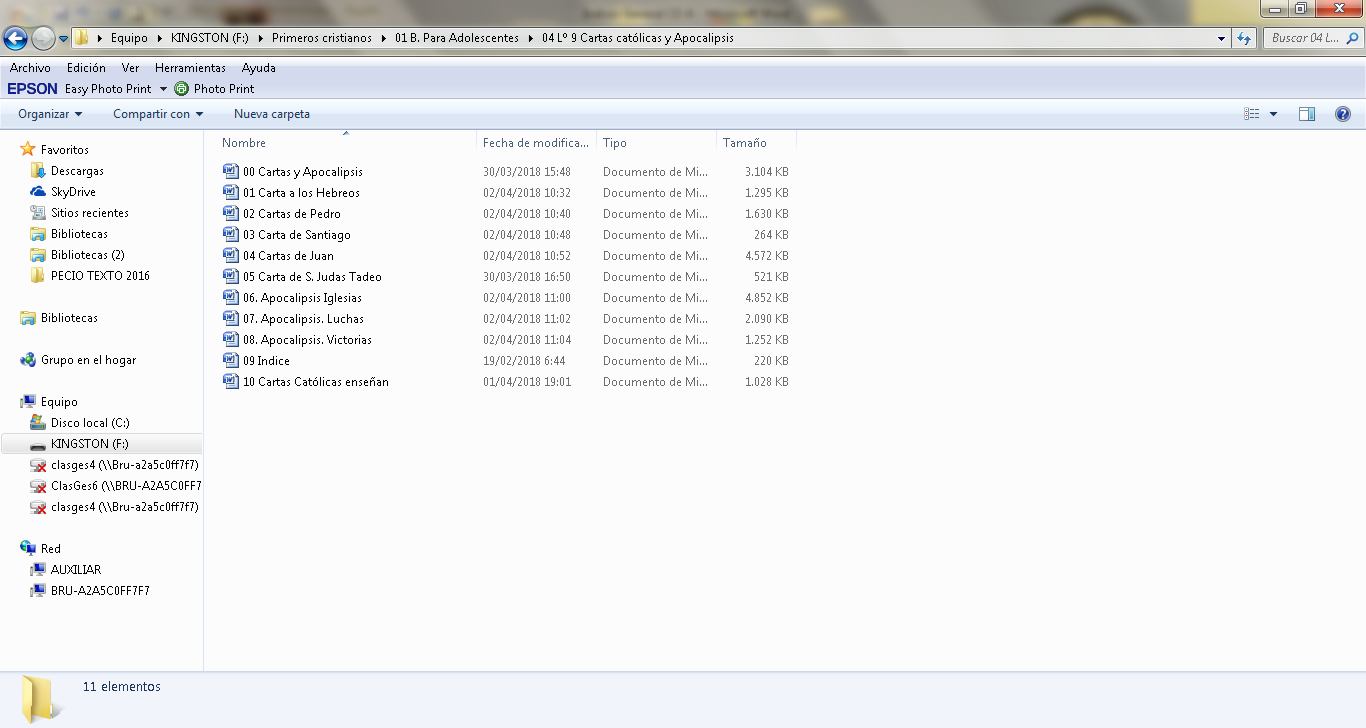 Equipo KINGSTON (F:) Primeros cristianos 01 B. Para Adolescentes 04 Lº 9 Cartas católicas y Apocalipsis Buscar 04 L...
Archivo Edición Ver Herramientas Ayuda
EPSON Easy Photo Print Photo Print
Organizar Compartir con Nueva carpeta
Favoritos
Descargas
SkyDrive
Sitios recientes
Bibliotecas
Bibliotecas (2)
PECIO TEXTO 2016
Bibliotecas
Grupo en el hogar
Equipo
Disco local (C:)
KINGSTON (F:)
clasges4 (\\Bru-a2a5c0ff7f7)
ClasGes6 (\\BRU-A2A5C0FF7
clasges4 (\\Bru-a2a5c0ff7f7)
Red
AUXILIAR
BRU-A2A5C0FF7F7
Nombre Fecha de modifica... Tipo Tamaño
00 Cartas y Apocalipsis 30/03/2018 15:48 Documento de Mi... 3.104 KB
01 Carta a los Hebreos 02/04/2018 10:32 Documento de Mi... 1.295 KB
02 Cartas de Pedro 02/04/2018 10:40 Documento de Mi... 1.630 KB
03 Carta de Santiago 02/04/2018 10:48 Documento de Mi... 264 KB
04 Cartas de Juan 02/04/2018 10:52 Documento de Mi... 4.572 KB
05 Carta de S. Judas Tadeo 30/03/2018 16:50 Documento de Mi... 521 KB
06. Apocalipsis Iglesias 02/04/2018 11:00 Documento de Mi... 4.852 KB
07. Apocalipsis. Luchas 02/04/2018 11:02 Documento de Mi... 2.090 KB
08. Apocalipsis. Victorias 02/04/2018 11:04 Documento de Mi... 1.252 KB
09 Indice 19/02/2018 6:44 Documento de Mi... 220 KB
10 Cartas Católicas enseñan 01/04/2018 19:01 Documento de Mi... 1.028 KB
11 elementos